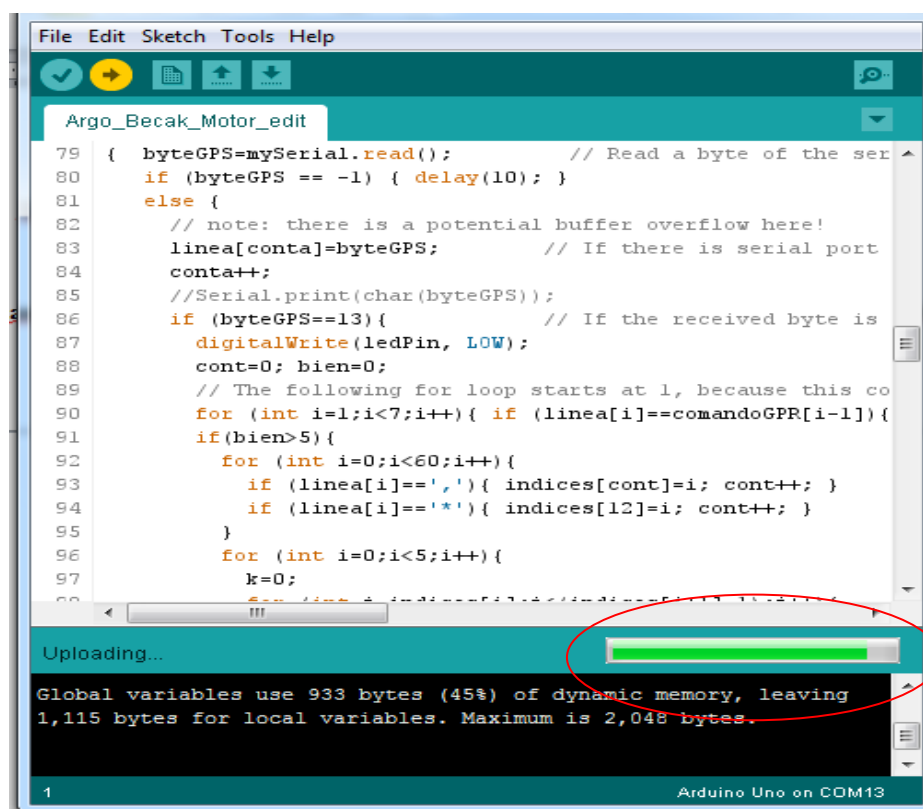 File Edit Sketch Tools Help
Argo_Becak_Motor_edit
79 { byteGPS=mySerial.read(); // Read a byte of the ser
80 if (byteGPS == -1) { delay(10); }
81 else {
82 // note: there is a potential buffer overflow here!
83 linea[conta]=byteGPS; // If there is serial port
84 conta++;
85 //Serial.print(char(byteGPS));
86 if (byteGPS==13){ // If the received byte is
87 digitalWrite(ledPin, LOW);
88 cont=0; bien=0;
89 // The following for loop starts at 1, because this co
90 for (int i=1;i<7;i++){ if (linea[i]==comandoGPR[i-1]){
91 if(bien>5){
92 for (int i=0;i<60;i++){
93 if (linea[i]==','){ indices[cont]=i; cont++; }
94 if (linea[i]=='*'){ indices[12]=i; cont++; }
95 }
96 for (int i=0;i<5;i++){
97 k=0;
Uploading...
Global variables use 933 bytes (45%) of dynamic memory, leaving
1,115 bytes for local variables. Maximum is 2,048 bytes.
1 Arduino Uno on COM13